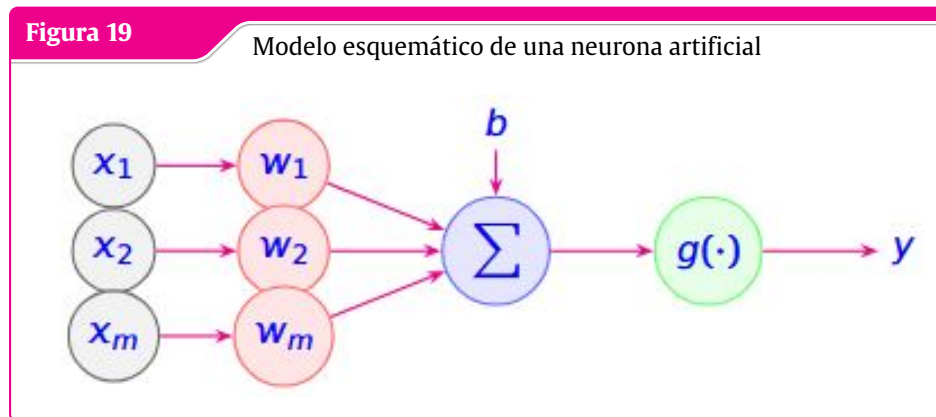 Figura 19
Modelo esquemático de una neurona artificial
b
x₁ w₁
x₂ w₂ Σ g(·) y
xₘ wₘ